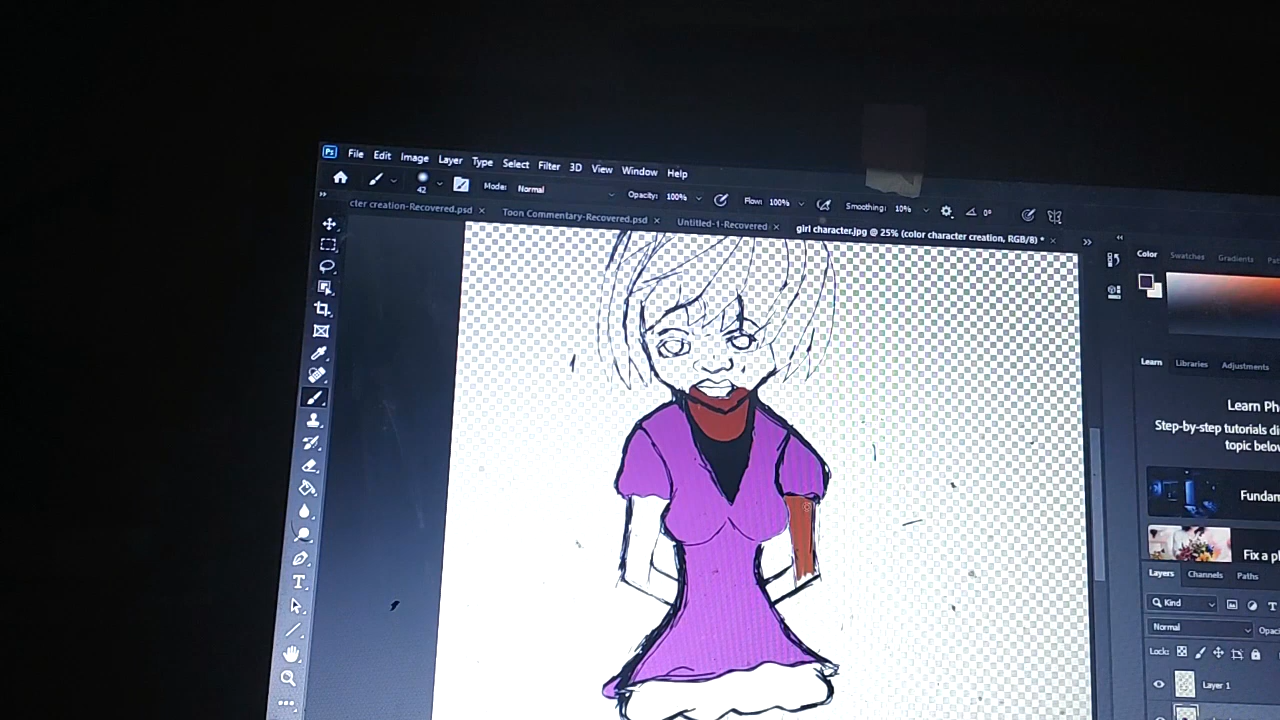 Ps File Edit Image Layer Type Select Filter 3D View Window Help
42 Mode: Normal Opacity: 100% Flow: 100% Smoothing: 10% 0°
cter creation-Recovered.psd × Toon Commentary-Recovered.psd × Untitled-1-Recovered × girl character.jpg @ 25% (color character creation, RGB/8) * ×
Color Swatches Gradients
Learn Libraries Adjustments
Learn Ph
Step-by-step tutorials di
topic belov
Fundam
Fix a p
Layers Channels Paths
Kind
Normal Opac
Lock:
Layer 1